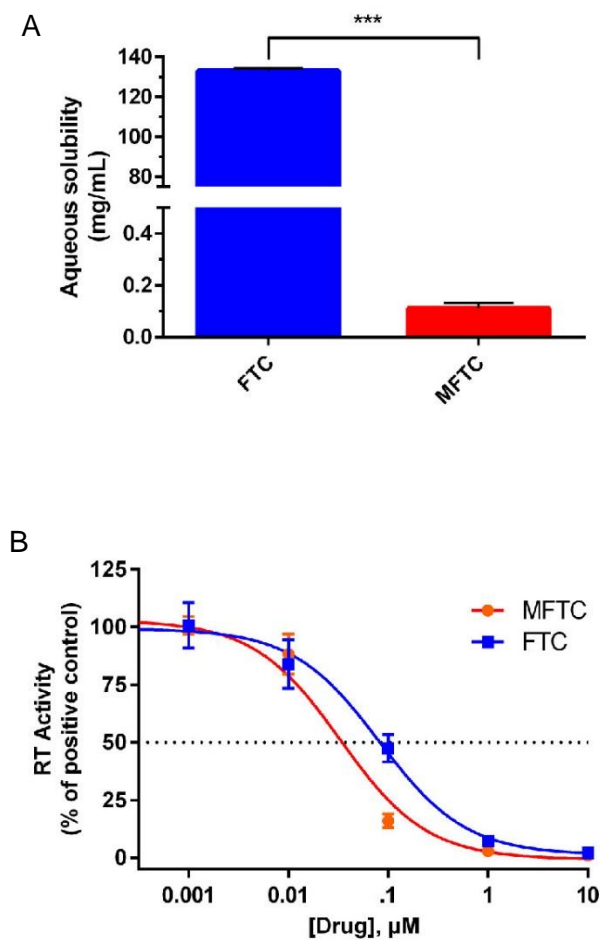 A
***
Aqueous solubility
(mg/mL)
140
120
100
80
0.4
0.2
0.0
FTC
MFTC
B
RT Activity
(% of positive control)
125
100
75
50
25
0
MFTC
FTC
0.001
0.01
.1
1
10
[Drug], µM